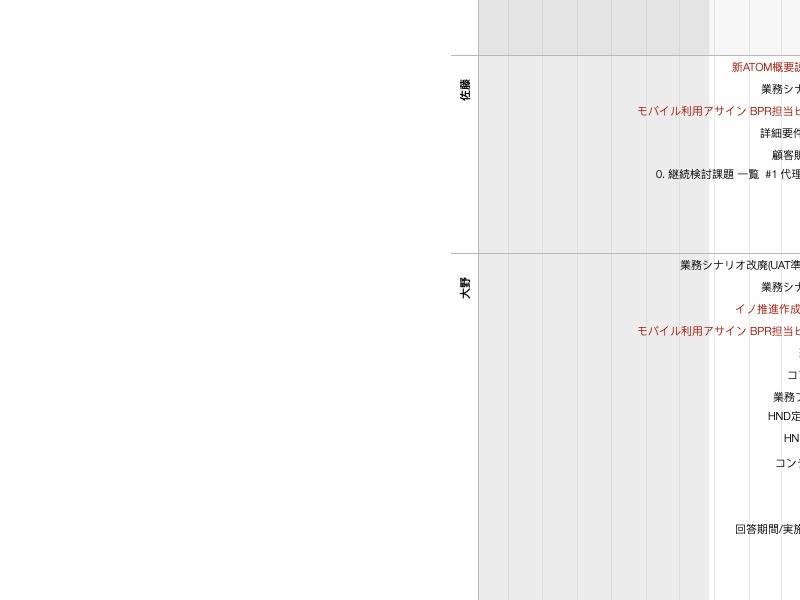 佐藤
新ATOM概要説
業務シナ
モバイル利用アサイン BPR担当ヒ
詳細要件
顧客
0. 継続検討課題 一覧 #1 代理
大野
業務シナリオ改廃(UAT準
業務シナ
イノ推進作成
モバイル利用アサイン BPR担当ヒ
コ
業務フ
HND定
HN
コンラ
回答期間/実施